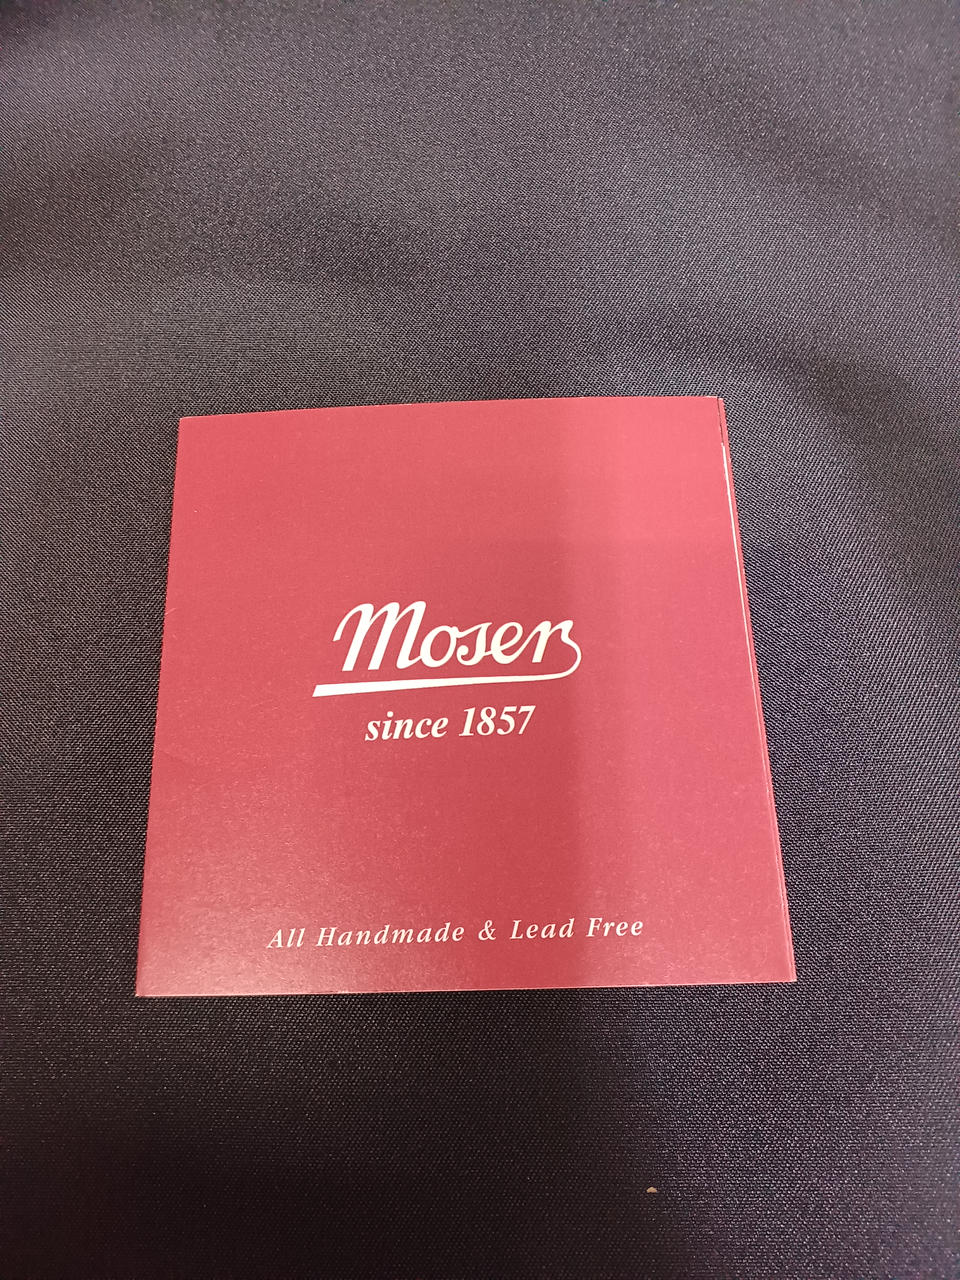 Moser
since 1857
All Handmade & Lead Free